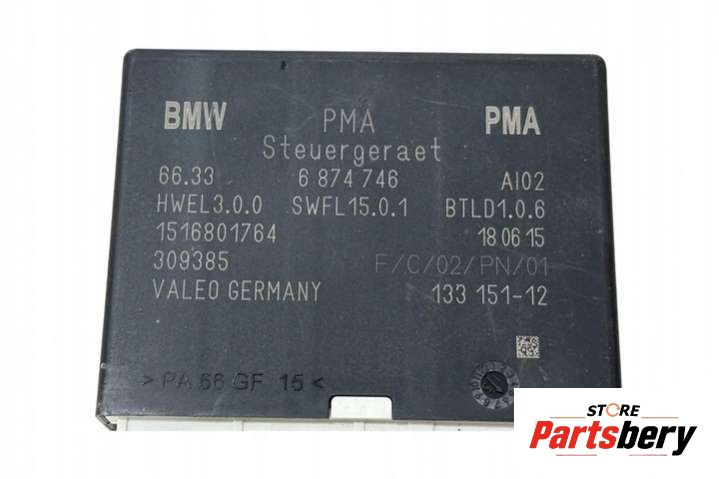 BMW PMA PMA
Steuergeraet
66.33 6 874 746 AI02
HWEL3.0.0 SWFL15.0.1 BTLD1.0.6
1516801764 18 06 15
309385 F/C/02/PN/01
VALEO GERMANY 133 151-12
> PA 66 GF 15 <
STORE
Partsbery